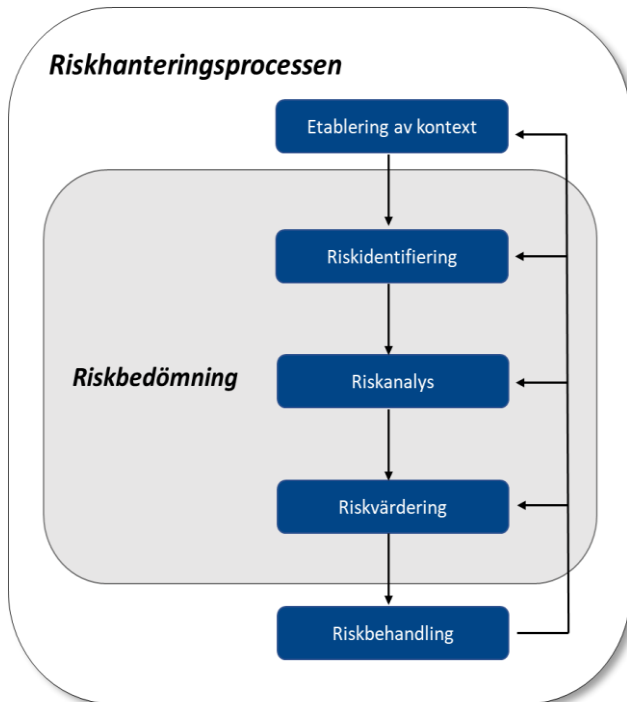 Riskhanteringsprocessen
Etablering av kontext
Riskidentifiering
Riskbedömning
Riskanalys
Riskvärdering
Riskbehandling